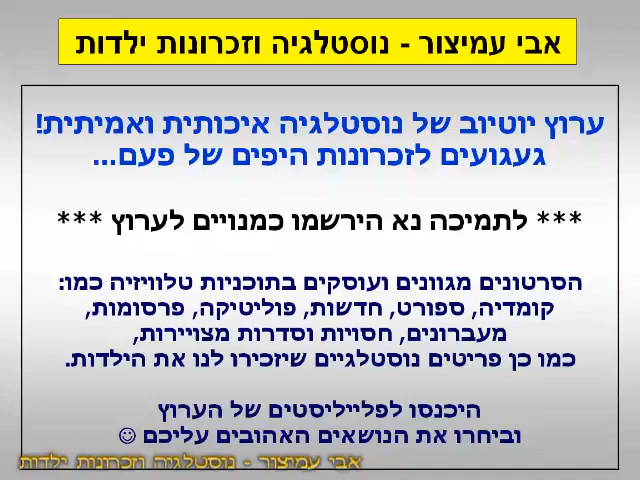 אבי עמיצור - נוסטלגיה וזכרונות ילדות
ערוץ יוטיוב של נוסטלגיה איכותית ואמיתית!
געגועים לזכרונות היפים של פעם...
*** לתמיכה נא הירשמו כמנויים לערוץ ***
הסרטונים מגוונים ועוסקים בתוכניות טלוויזיה כמו:
קומדיה, ספורט, חדשות, פוליטיקה, פרסומות,
מעברונים, חסויות וסדרות מצויירות,
כמו כן פריטים נוסטלגיים שיזכירו לנו את הילדות.
היכנסו לפלייליסטים של הערוץ
וביחרו את הנושאים האהובים עליכם ☺
אבי עמיצור - נוסטלגיה וזכרונות ילדות